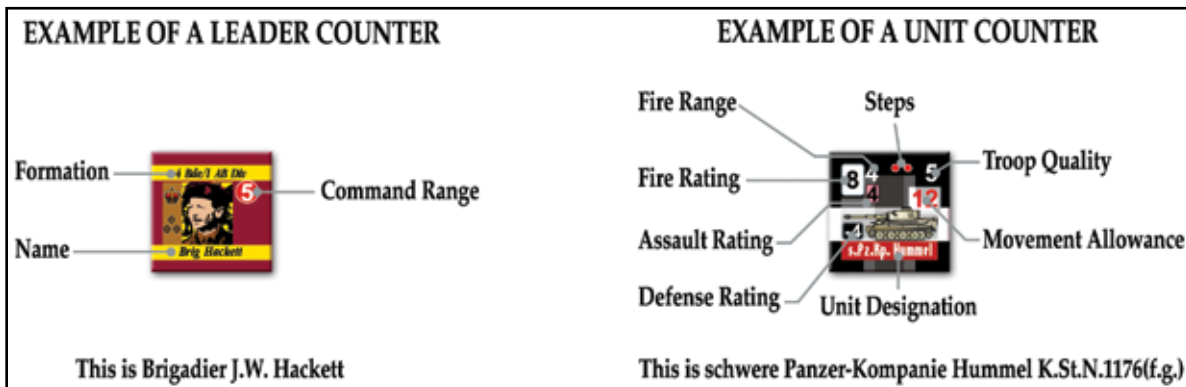 EXAMPLE OF A LEADER COUNTER
Formation
4 Bde/1 AB Div
5
Command Range
Name
Brig Hackett
This is Brigadier J.W. Hackett
EXAMPLE OF A UNIT COUNTER
Fire Range
Steps
Troop Quality
Fire Rating
8
4
5
4
12
Assault Rating
Movement Allowance
4
s.Pz.Kp. Hummel
Defense Rating
Unit Designation
This is schwere Panzer-Kompanie Hummel K.St.N.1176(f.g.)